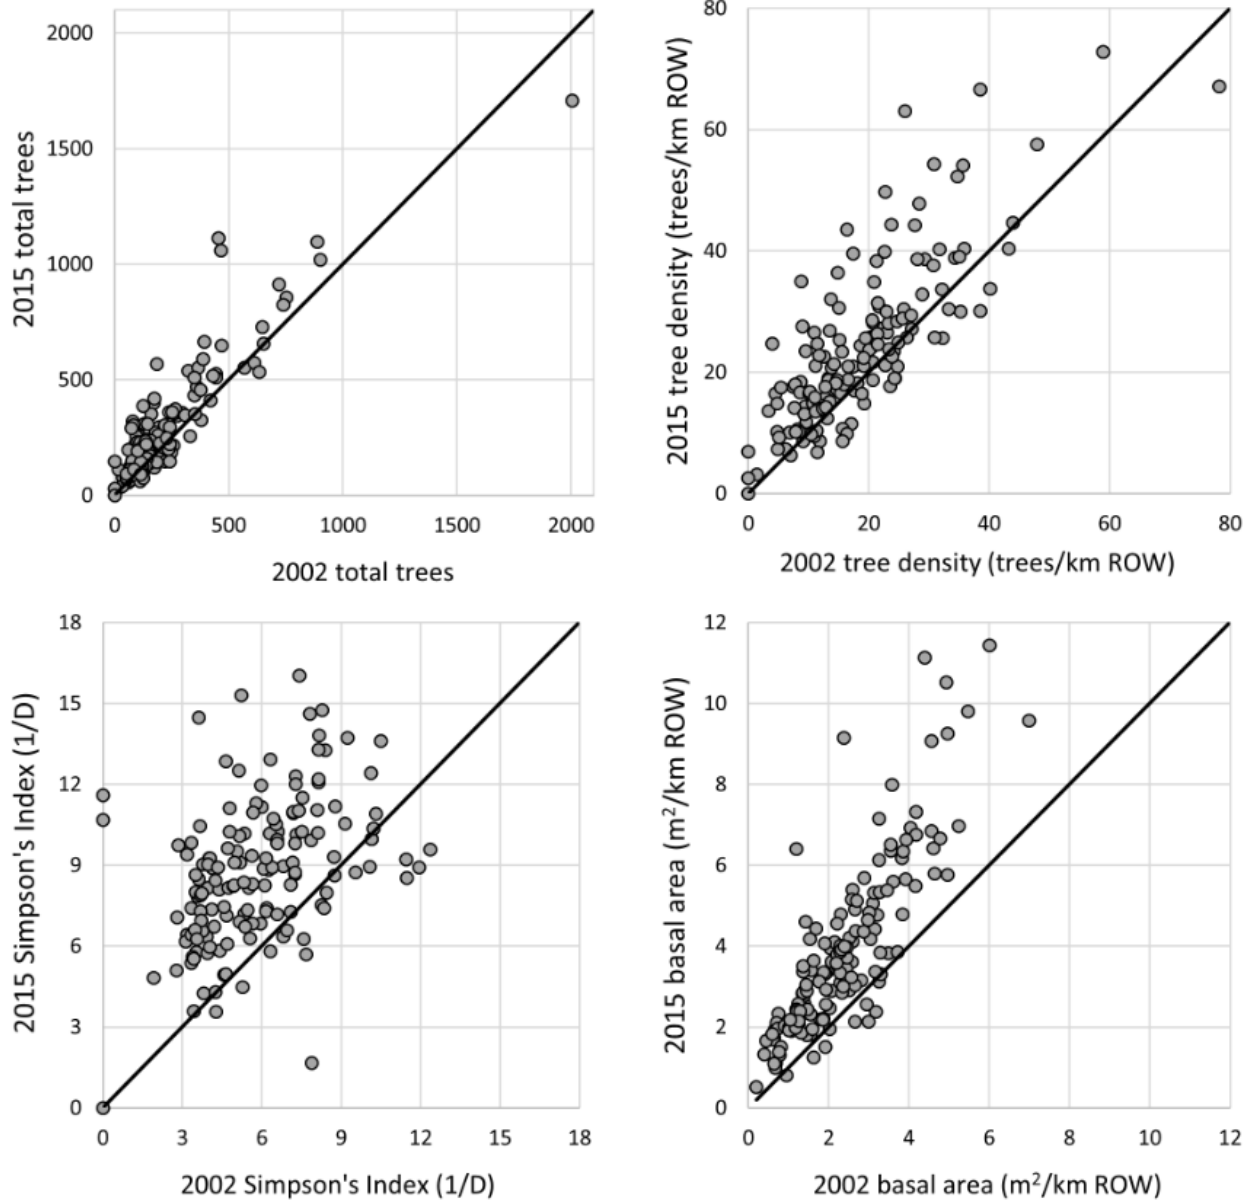 2000
1500
1000
500
0
0 500 1000 1500 2000
2015 total trees
2002 total trees
80
60
40
20
0
0 20 40 60 80
2015 tree density (trees/km ROW)
2002 tree density (trees/km ROW)
18
15
12
9
6
3
0
0 3 6 9 12 15 18
2015 Simpson's Index (1/D)
2002 Simpson's Index (1/D)
12
10
8
6
4
2
0
0 2 4 6 8 10 12
2015 basal area (m²/km ROW)
2002 basal area (m²/km ROW)